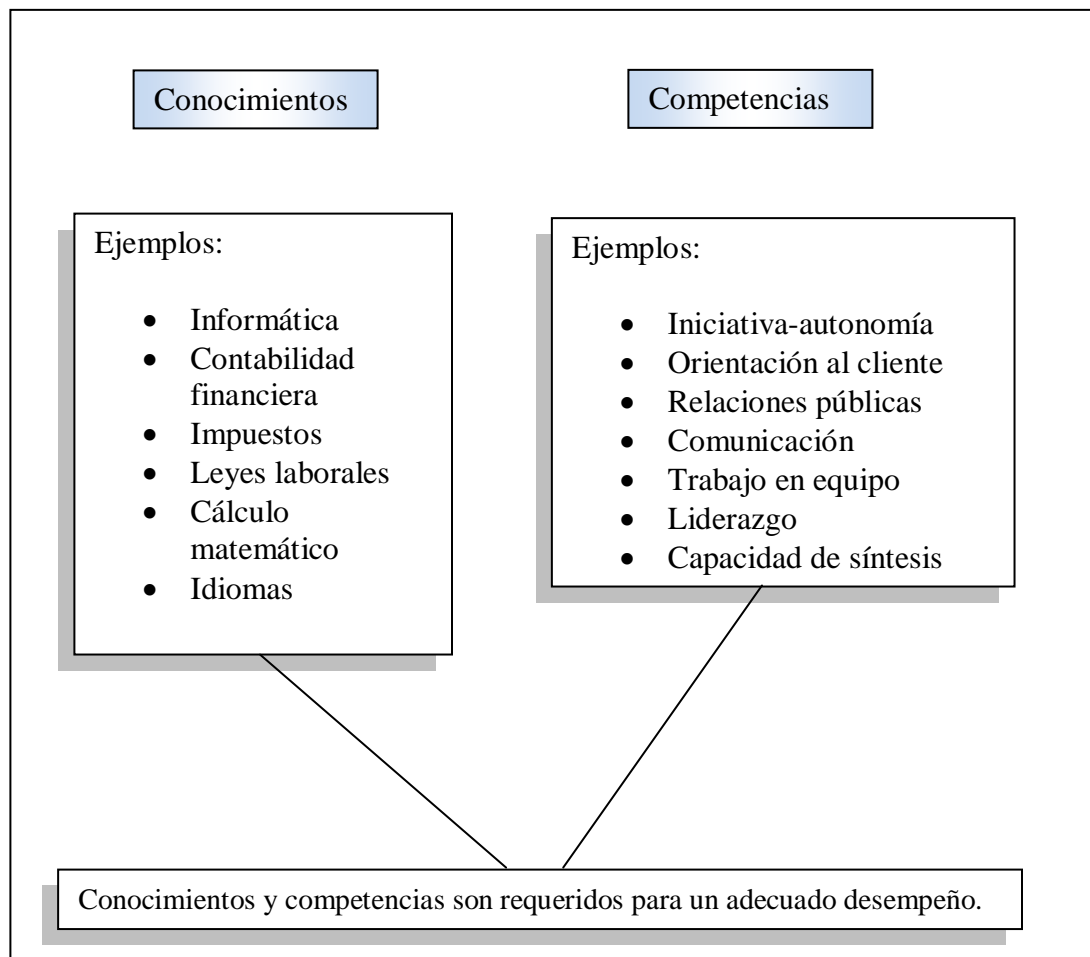 Conocimientos
Competencias
Ejemplos:
• Informática
• Contabilidad
financiera
• Impuestos
• Leyes laborales
• Cálculo
matemático
• Idiomas
Ejemplos:
• Iniciativa-autonomía
• Orientación al cliente
• Relaciones públicas
• Comunicación
• Trabajo en equipo
• Liderazgo
• Capacidad de síntesis
Conocimientos y competencias son requeridos para un adecuado desempeño.